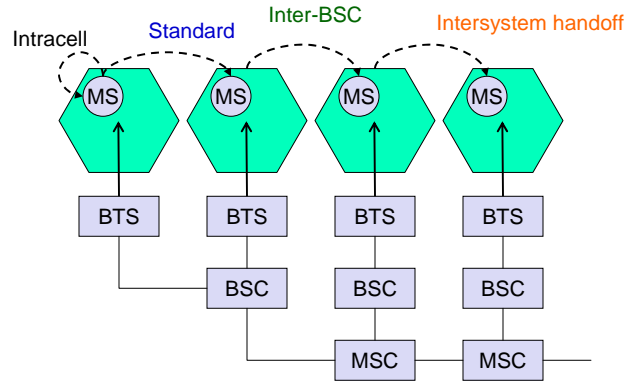 Inter-BSC
Intracell
Standard
Intersystem handoff
MS
MS
MS
MS
BTS
BTS
BTS
BTS
BSC
BSC
BSC
MSC
MSC